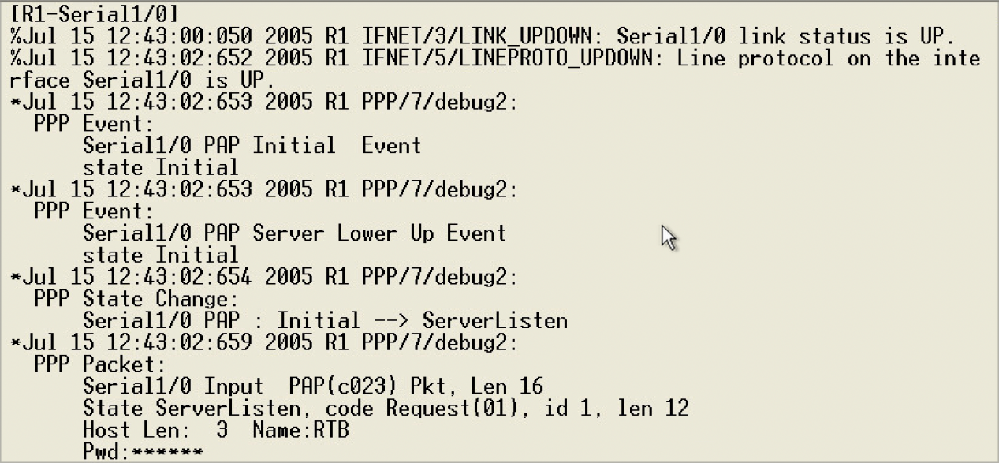 [R1-Serial1/0]
%Jul 15 12:43:00:050 2005 R1 IFNET/3/LINK_UPDOWN: Serial1/0 link status is UP.
%Jul 15 12:43:02:652 2005 R1 IFNET/5/LINEPROTO_UPDOWN: Line protocol on the inte
rface Serial1/0 is UP.
*Jul 15 12:43:02:653 2005 R1 PPP/7/debug2:
  PPP Event:
      Serial1/0 PAP Initial  Event
      state Initial
*Jul 15 12:43:02:653 2005 R1 PPP/7/debug2:
  PPP Event:
      Serial1/0 PAP Server Lower Up Event
      state Initial
*Jul 15 12:43:02:654 2005 R1 PPP/7/debug2:
  PPP State Change:
      Serial1/0 PAP : Initial --> ServerListen
*Jul 15 12:43:02:659 2005 R1 PPP/7/debug2:
  PPP Packet:
      Serial1/0 Input  PAP(c023) Pkt, Len 16
      State ServerListen, code Request(01), id 1, len 12
      Host Len:  3  Name:RTB
      Pwd:******